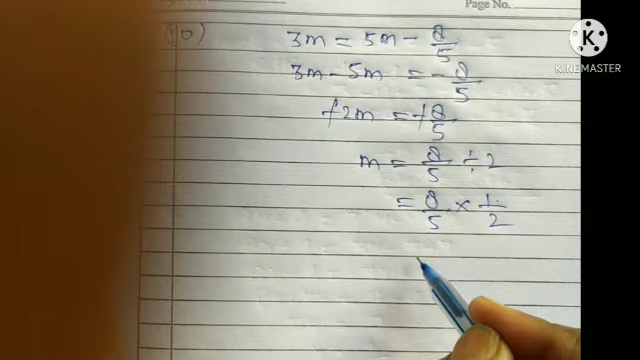 Page No.
K
KINEMASTER
10)
3m = 5m - 8/5
3m - 5m = - 8/5
+2m = + 8/5
m = 8/5 ÷ 2
= 8/5 × 1/2